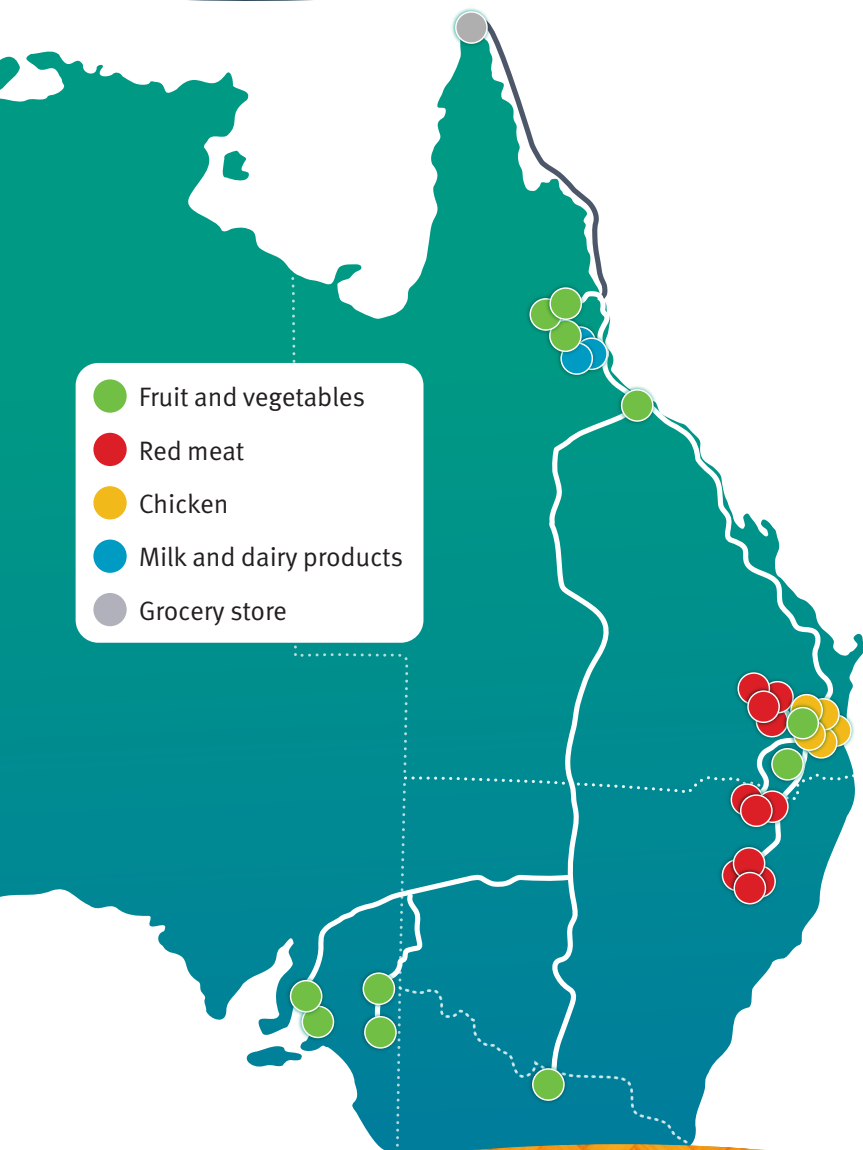 Fruit and vegetables
Red meat
Chicken
Milk and dairy products
Grocery store